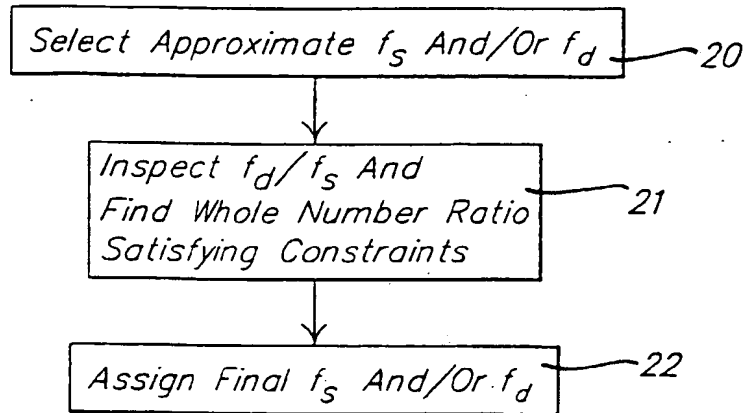 Select Approximate f_s And/Or f_d
20
Inspect f_d/f_s And
Find Whole Number Ratio
Satisfying Constraints
21
Assign Final f_s And/Or f_d
22